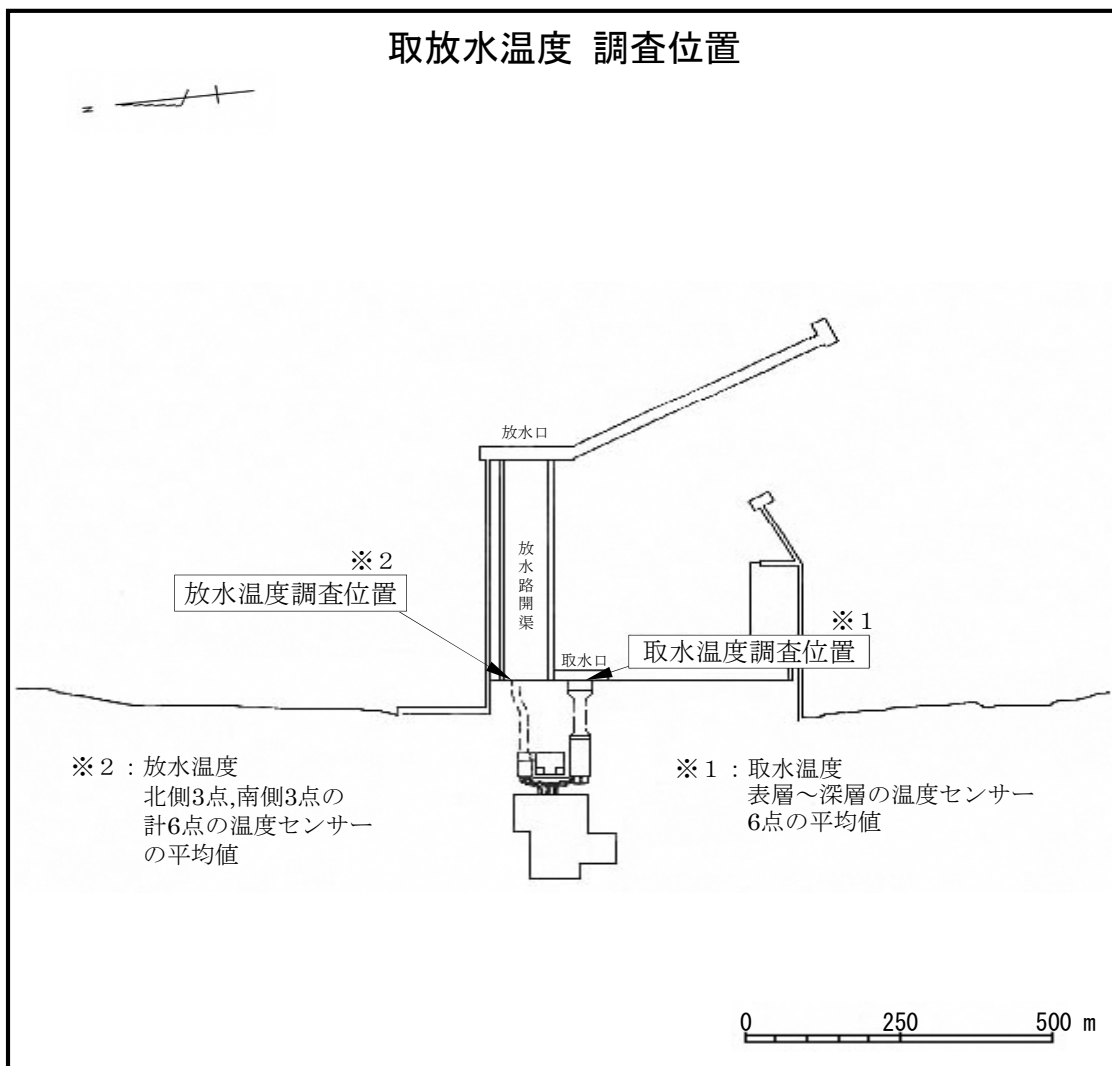 取放水温度 調査位置
N
放水口
放水路開渠
※2
放水温度調査位置
※1
取水口
取水温度調査位置
※2：放水温度
北側3点,南側3点の
計6点の温度センサー
の平均値
※1：取水温度
表層～深層の温度センサー
6点の平均値
0 250 500 m